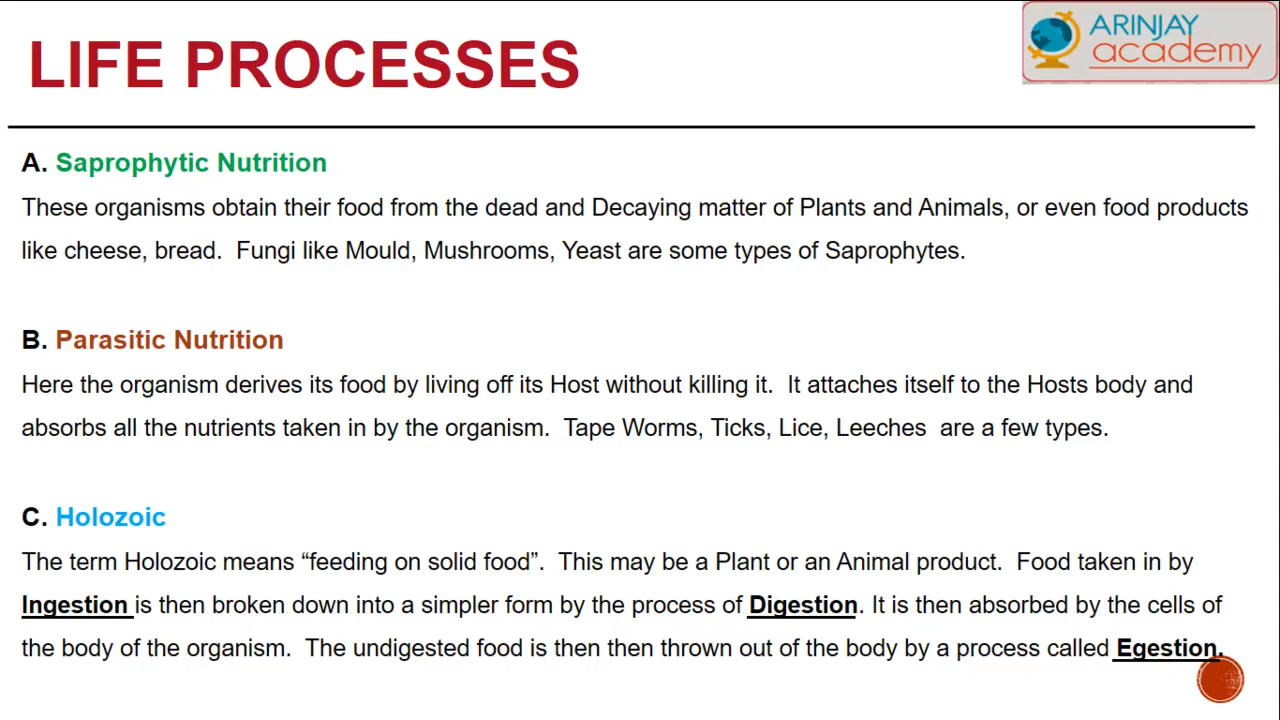 LIFE PROCESSES
ARINJAY
academy
A. Saprophytic Nutrition
These organisms obtain their food from the dead and Decaying matter of Plants and Animals, or even food products
like cheese, bread.  Fungi like Mould, Mushrooms, Yeast are some types of Saprophytes.
B. Parasitic Nutrition
Here the organism derives its food by living off its Host without killing it.  It attaches itself to the Hosts body and
absorbs all the nutrients taken in by the organism.  Tape Worms, Ticks, Lice, Leeches  are a few types.
C. Holozoic
The term Holozoic means “feeding on solid food”.  This may be a Plant or an Animal product.  Food taken in by
Ingestion is then broken down into a simpler form by the process of Digestion. It is then absorbed by the cells of
the body of the organism.  The undigested food is then then thrown out of the body by a process called Egestion.